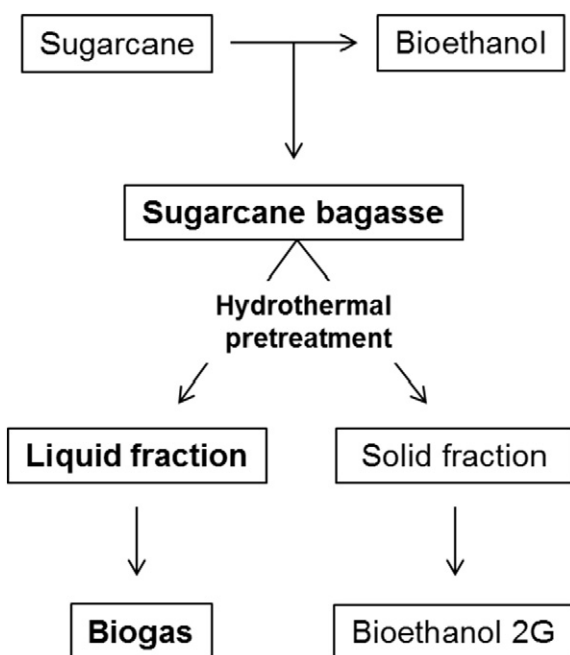 Sugarcane
Bioethanol
Sugarcane bagasse
Hydrothermal
pretreatment
Liquid fraction
Solid fraction
Biogas
Bioethanol 2G